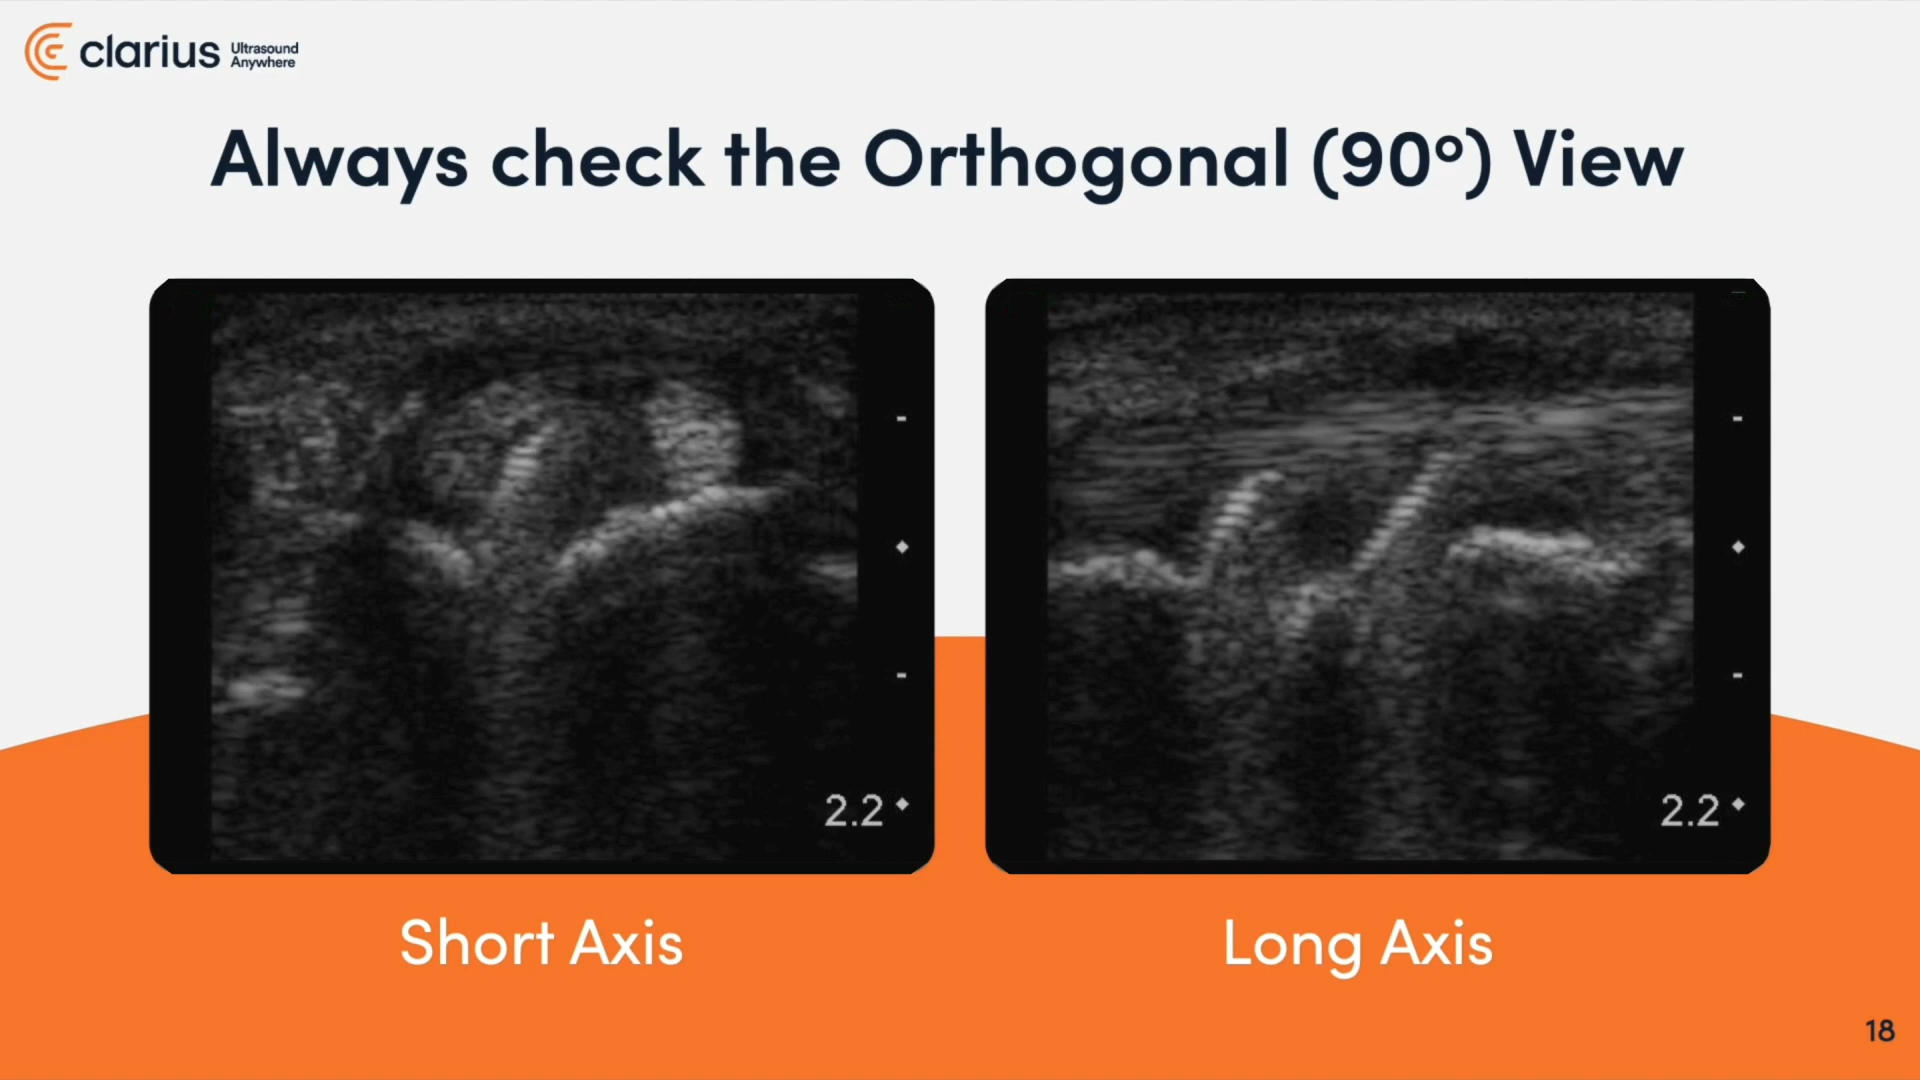 clarius Ultrasound
Anywhere
Always check the Orthogonal (90°) View
2.2
2.2
Short Axis
Long Axis
18